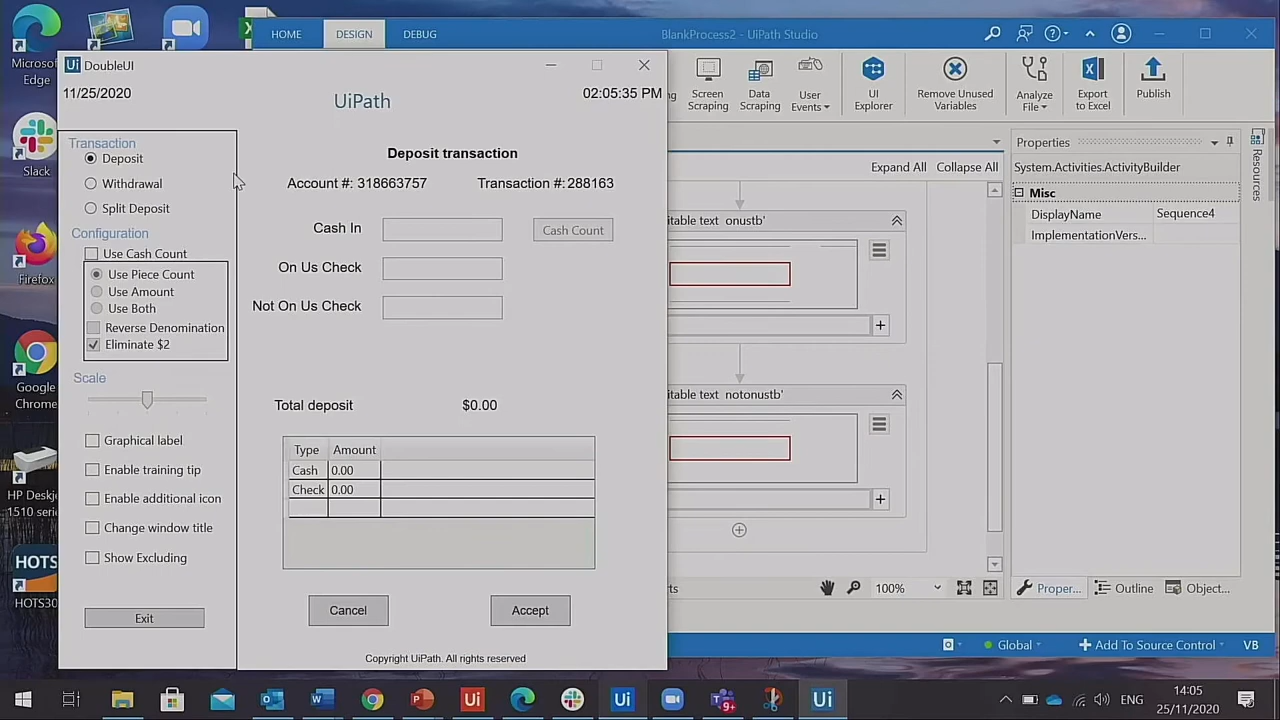 HOME DESIGN DEBUG BlankProcess2 - UiPath Studio
Microsoft Edge
Slack
Firefox
Google Chrome
HP Deskj
1510 serie
HOTS
HOTS30
DoubleUI
11/25/2020 UiPath 02:05:35 PM
Transaction
Deposit
Withdrawal
Split Deposit
Configuration
Use Cash Count
Use Piece Count
Use Amount
Use Both
Reverse Denomination
Eliminate $2
Scale
Graphical label
Enable training tip
Enable additional icon
Change window title
Show Excluding
Exit
Deposit transaction
Account #: 318663757 Transaction #: 288163
Cash In Cash Count
On Us Check
Not On Us Check
Total deposit $0.00
Type Amount
Cash 0.00
Check 0.00
Cancel Accept
Copyright UiPath. All rights reserved
Screen Scraping
Data Scraping
User Events
UI Explorer
Remove Unused Variables
Analyze File
Export to Excel
Publish
Expand All Collapse All
itable text onustb'
itable text notonustb'
100%
Properties
System.Activities.ActivityBuilder
Misc
DisplayName Sequence4
ImplementationVers...
Resources
Proper... Outline Object...
Global Add To Source Control VB
ENG 14:05
25/11/2020